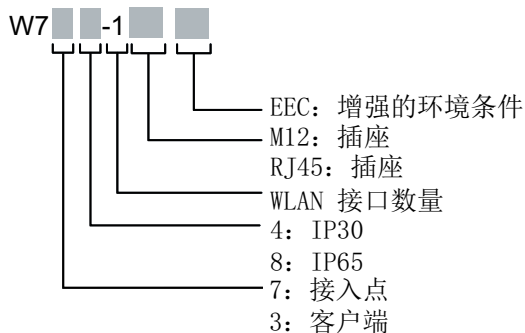 W7 -1
EEC: 增强的环境条件
M12: 插座
RJ45: 插座
WLAN 接口数量
4: IP30
8: IP65
7: 接入点
3: 客户端